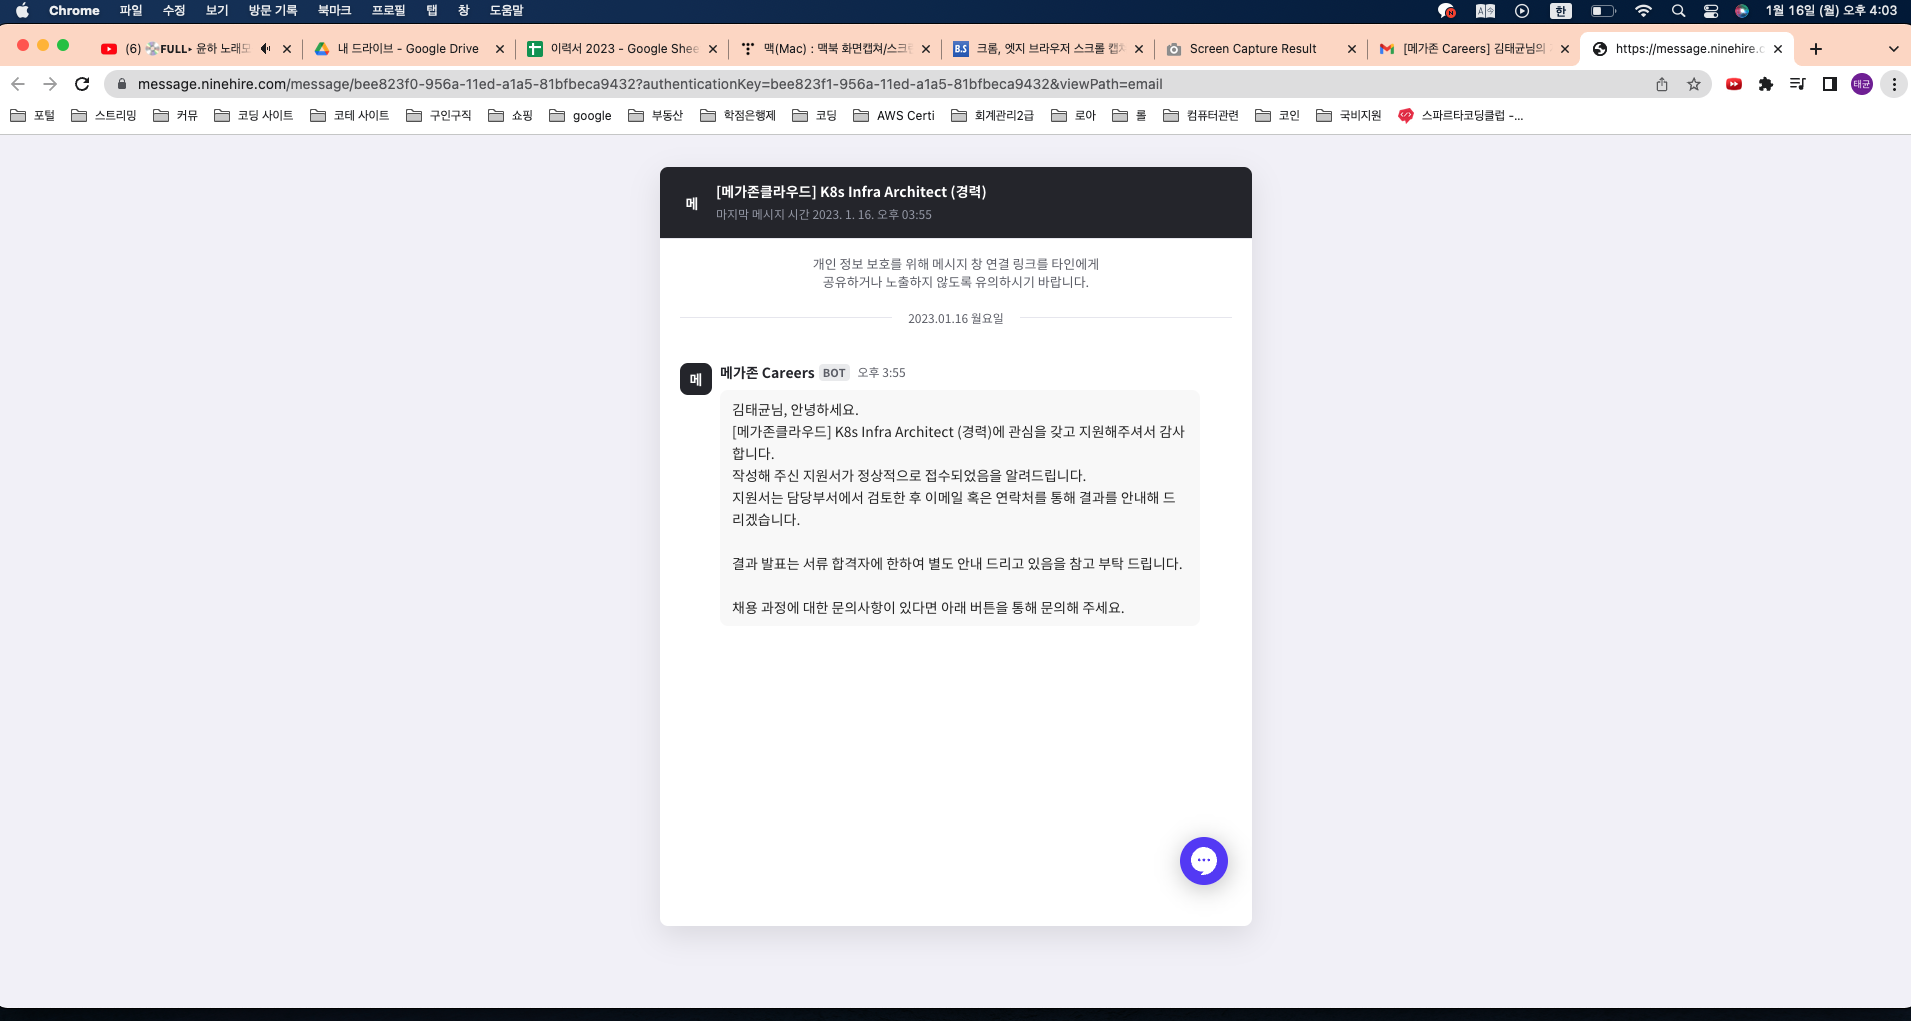 Chrome 파일 수정 보기 방문 기록 북마크 프로필 탭 창 도움말 한 1월 16일 (월) 오후 4:03
(6) FULL 윤하 노래모 내 드라이브 - Google Drive 이력서 2023 - Google Shee 맥(Mac) : 맥북 화면캡쳐/스크 B.S 크롬, 엣지 브라우저 스크롤 캡 Screen Capture Result [메가존 Careers] 김태균님의 https://message.ninehire.c
message.ninehire.com/message/bee823f0-956a-11ed-a1a5-81bfbeca9432?authenticationKey=bee823f1-956a-11ed-a1a5-81bfbeca9432&viewPath=email 태균
포털 스트리밍 커뮤 코딩 사이트 코테 사이트 구인구직 쇼핑 google 부동산 학점은행제 코딩 AWS Certi 회계관리2급 로아 롤 컴퓨터관련 코인 국비지원 스파르타코딩클럽 -...
메
[메가존클라우드] K8s Infra Architect (경력)
마지막 메시지 시간 2023. 1. 16. 오후 03:55
개인 정보 보호를 위해 메시지 창 연결 링크를 타인에게
공유하거나 노출하지 않도록 유의하시기 바랍니다.
2023.01.16 월요일
메 메가존 Careers BOT 오후 3:55
김태균님, 안녕하세요.
[메가존클라우드] K8s Infra Architect (경력)에 관심을 갖고 지원해주셔서 감사
합니다.
작성해 주신 지원서가 정상적으로 접수되었음을 알려드립니다.
지원서는 담당부서에서 검토한 후 이메일 혹은 연락처를 통해 결과를 안내해 드
리겠습니다.
결과 발표는 서류 합격자에 한하여 별도 안내 드리고 있음을 참고 부탁 드립니다.
채용 과정에 대한 문의사항이 있다면 아래 버튼을 통해 문의해 주세요.